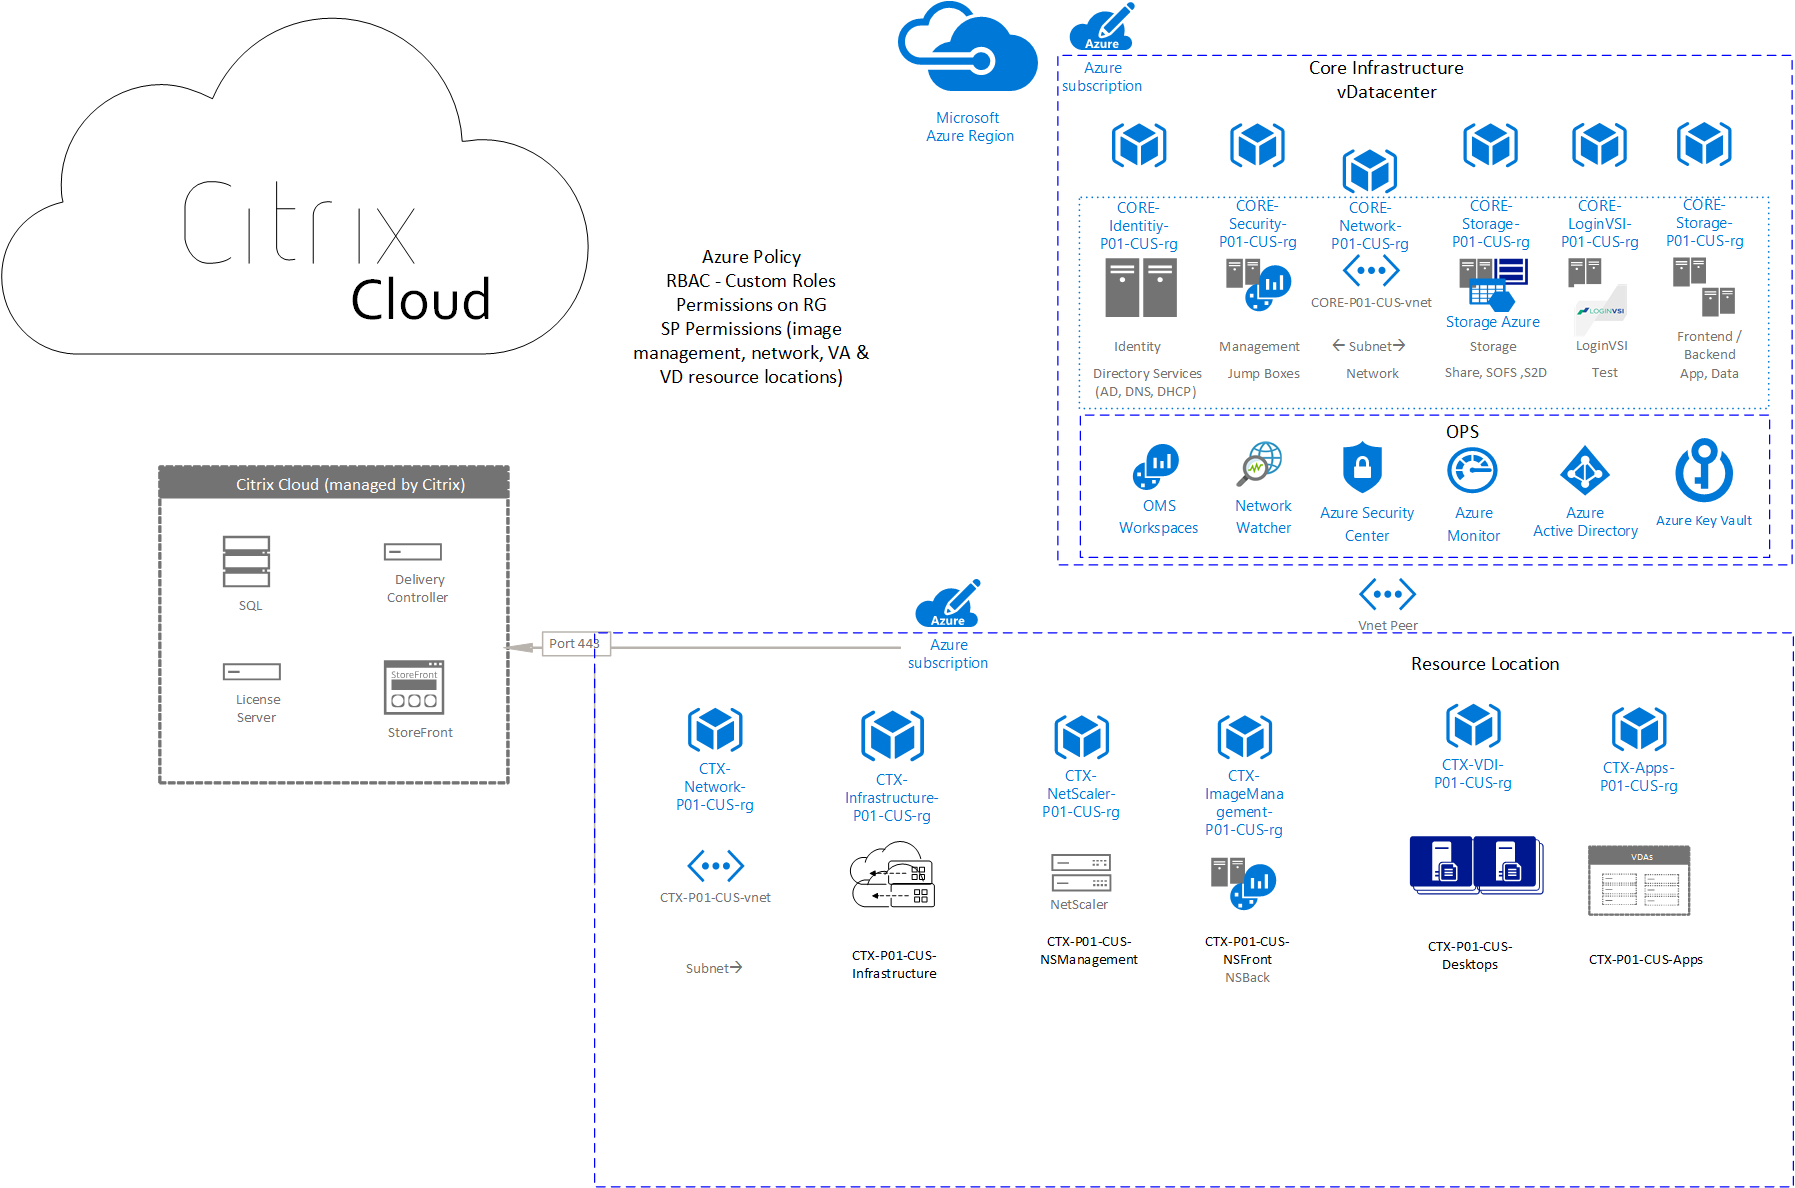 Citrix
Cloud
Microsoft
Azure Region
Azure
Azure
subscription
Core Infrastructure
vDatacenter
CORE-
Identitiy-
P01-CUS-rg
CORE-
Security-
P01-CUS-rg
CORE-
Network-
P01-CUS-rg
CORE-
Storage-
P01-CUS-rg
CORE-
LoginVSI-
P01-CUS-rg
CORE-
Storage-
P01-CUS-rg
CORE-P01-CUS-vnet
Storage Azure
LOGINVSI
Identity
Management
Subnet
Storage
LoginVSI
Frontend /
Backend
Directory Services
(AD, DNS, DHCP)
Jump Boxes
Network
Share, SOFS ,S2D
Test
App, Data
Azure Policy
RBAC - Custom Roles
Permissions on RG
SP Permissions (image
management, network, VA &
VD resource locations)
OPS
OMS
Workspaces
Network
Watcher
Azure Security
Center
Azure
Monitor
Azure
Active Directory
Azure Key Vault
Vnet Peer
Citrix Cloud (managed by Citrix)
SQL
Delivery
Controller
License
Server
StoreFront
StoreFront
Port 443
Azure
Azure
subscription
Resource Location
CTX-
Network-
P01-CUS-rg
CTX-
Infrastructure-
P01-CUS-rg
CTX-
NetScaler-
P01-CUS-rg
CTX-
ImageMana
gement-
P01-CUS-rg
CTX-VDI-
P01-CUS-rg
CTX-Apps-
P01-CUS-rg
CTX-P01-CUS-vnet
NetScaler
VDAs
Subnet
CTX-P01-CUS-
Infrastructure
CTX-P01-CUS-
NSManagement
CTX-P01-CUS-
NSFront
NSBack
CTX-P01-CUS-
Desktops
CTX-P01-CUS-Apps